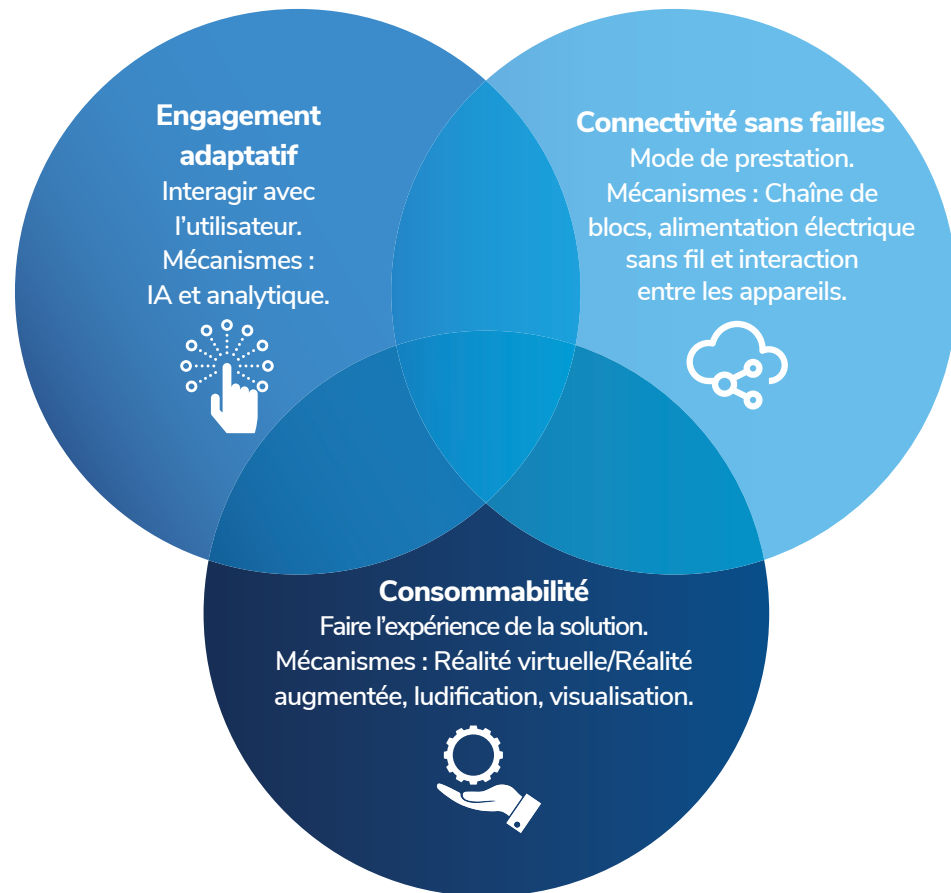 Engagement
adaptatif
Interagir avec
l’utilisateur.
Mécanismes :
IA et analytique.
Connectivité sans failles
Mode de prestation.
Mécanismes : Chaîne de
blocs, alimentation électrique
sans fil et interaction
entre les appareils.
Consommabilité
Faire l’expérience de la solution.
Mécanismes : Réalité virtuelle/Réalité
augmentée, ludification, visualisation.